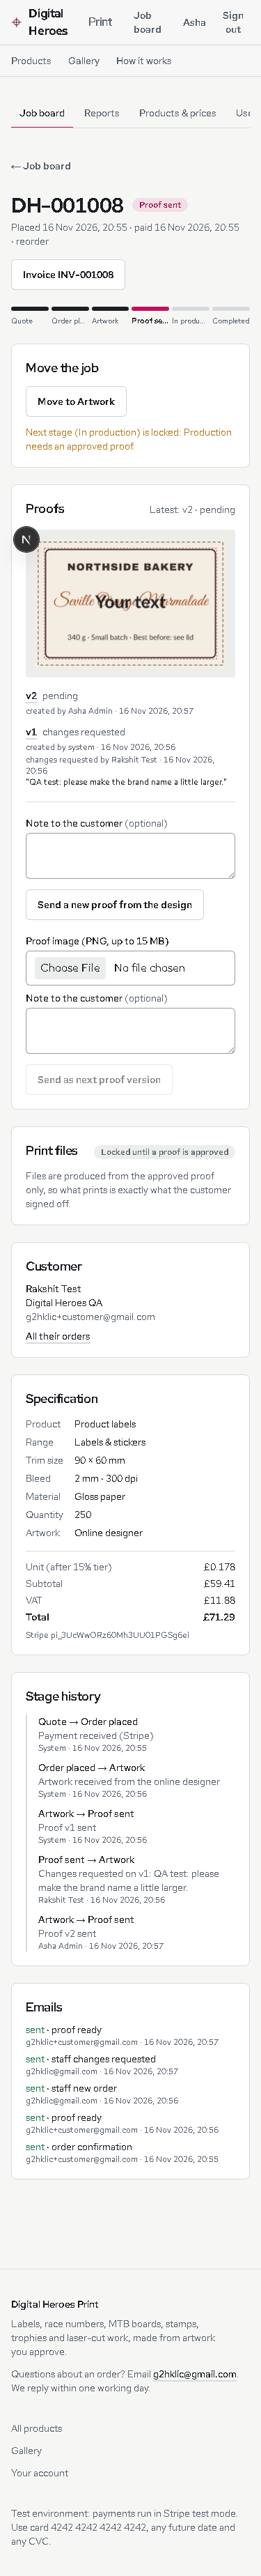 Digital Heroes Print Job board Asha Sign out
Products Gallery How it works
Job board Reports Products & prices Use
← Job board
DH-001008 Proof sent
Placed 16 Nov 2026, 20:55 · paid 16 Nov 2026, 20:55
· reorder
Invoice INV-001008
Quote Order pl... Artwork Proof se... In produ... Completed
Move the job
Move to Artwork
Next stage (In production) is locked: Production
needs an approved proof.
Proofs Latest: v2 · pending
N
NORTHSIDE BAKERY
Seville Orange Marmalade
Your text
340 g · Small batch · Best before: see lid
v2 pending
created by Asha Admin · 16 Nov 2026, 20:57
v1 changes requested
created by system · 16 Nov 2026, 20:56
changes requested by Rakshit Test · 16 Nov 2026,
20:56
"QA test: please make the brand name a little larger."
Note to the customer (optional)
Send a new proof from the design
Proof image (PNG, up to 15 MB)
Choose File No file chosen
Note to the customer (optional)
Send as next proof version
Print files Locked until a proof is approved
Files are produced from the approved proof
only, so what prints is exactly what the customer
signed off.
Customer
Rakshit Test
Digital Heroes QA
g2hklic+customer@gmail.com
All their orders
Specification
Product Product labels
Range Labels & stickers
Trim size 90 × 60 mm
Bleed 2 mm · 300 dpi
Material Gloss paper
Quantity 250
Artwork Online designer
Unit (after 15% tier) £0.178
Subtotal £59.41
VAT £11.88
Total £71.29
Stripe pi_3UcWwORz60Mh3UU01PGSg6ei
Stage history
Quote → Order placed
Payment received (Stripe)
System · 16 Nov 2026, 20:55
Order placed → Artwork
Artwork received from the online designer
System · 16 Nov 2026, 20:56
Artwork → Proof sent
Proof v1 sent
System · 16 Nov 2026, 20:56
Proof sent → Artwork
Changes requested on v1: QA test: please
make the brand name a little larger.
Rakshit Test · 16 Nov 2026, 20:56
Artwork → Proof sent
Proof v2 sent
Asha Admin · 16 Nov 2026, 20:57
Emails
sent · proof ready
g2hklic+customer@gmail.com · 16 Nov 2026, 20:57
sent · staff changes requested
g2hklic@gmail.com · 16 Nov 2026, 20:57
sent · staff new order
g2hklic@gmail.com · 16 Nov 2026, 20:56
sent · proof ready
g2hklic+customer@gmail.com · 16 Nov 2026, 20:56
sent · order confirmation
g2hklic+customer@gmail.com · 16 Nov 2026, 20:55
Digital Heroes Print
Labels, race numbers, MTB boards, stamps,
trophies and laser-cut work, made from artwork
you approve.
Questions about an order? Email g2hklic@gmail.com.
We reply within one working day.
All products
Gallery
Your account
Test environment: payments run in Stripe test mode.
Use card 4242 4242 4242 4242, any future date and
any CVC.